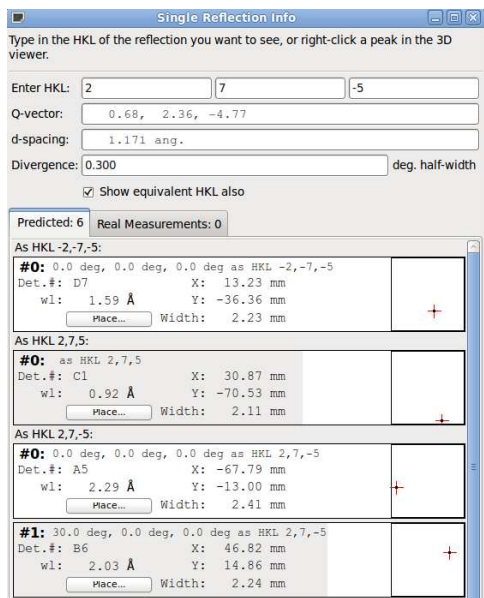 Single Reflection Info
Type in the HKL of the reflection you want to see, or right-click a peak in the 3D
viewer.
Enter HKL: 2 7 -5
Q-vector: 0.68, 2.36, -4.77
d-spacing: 1.171 ang.
Divergence: 0.300 deg. half-width
Show equivalent HKL also
Predicted: 6 Real Measurements: 0
As HKL -2,-7,-5:
#0: 0.0 deg, 0.0 deg, 0.0 deg as HKL -2,-7,-5
Det.#: D7 X: 13.23 mm
wl: 1.59 Å Y: -36.36 mm
Place... Width: 2.23 mm
As HKL 2,7,5:
#0: as HKL 2,7,5
Det.#: C1 X: 30.87 mm
wl: 0.92 Å Y: -70.53 mm
Place... Width: 2.11 mm
As HKL 2,7,-5:
#0: 0.0 deg, 0.0 deg, 0.0 deg as HKL 2,7,-5
Det.#: A5 X: -67.79 mm
wl: 2.29 Å Y: -13.00 mm
Place... Width: 2.41 mm
#1: 30.0 deg, 0.0 deg, 0.0 deg as HKL 2,7,-5
Det.#: B6 X: 46.82 mm
wl: 2.03 Å Y: 14.86 mm
Place... Width: 2.24 mm